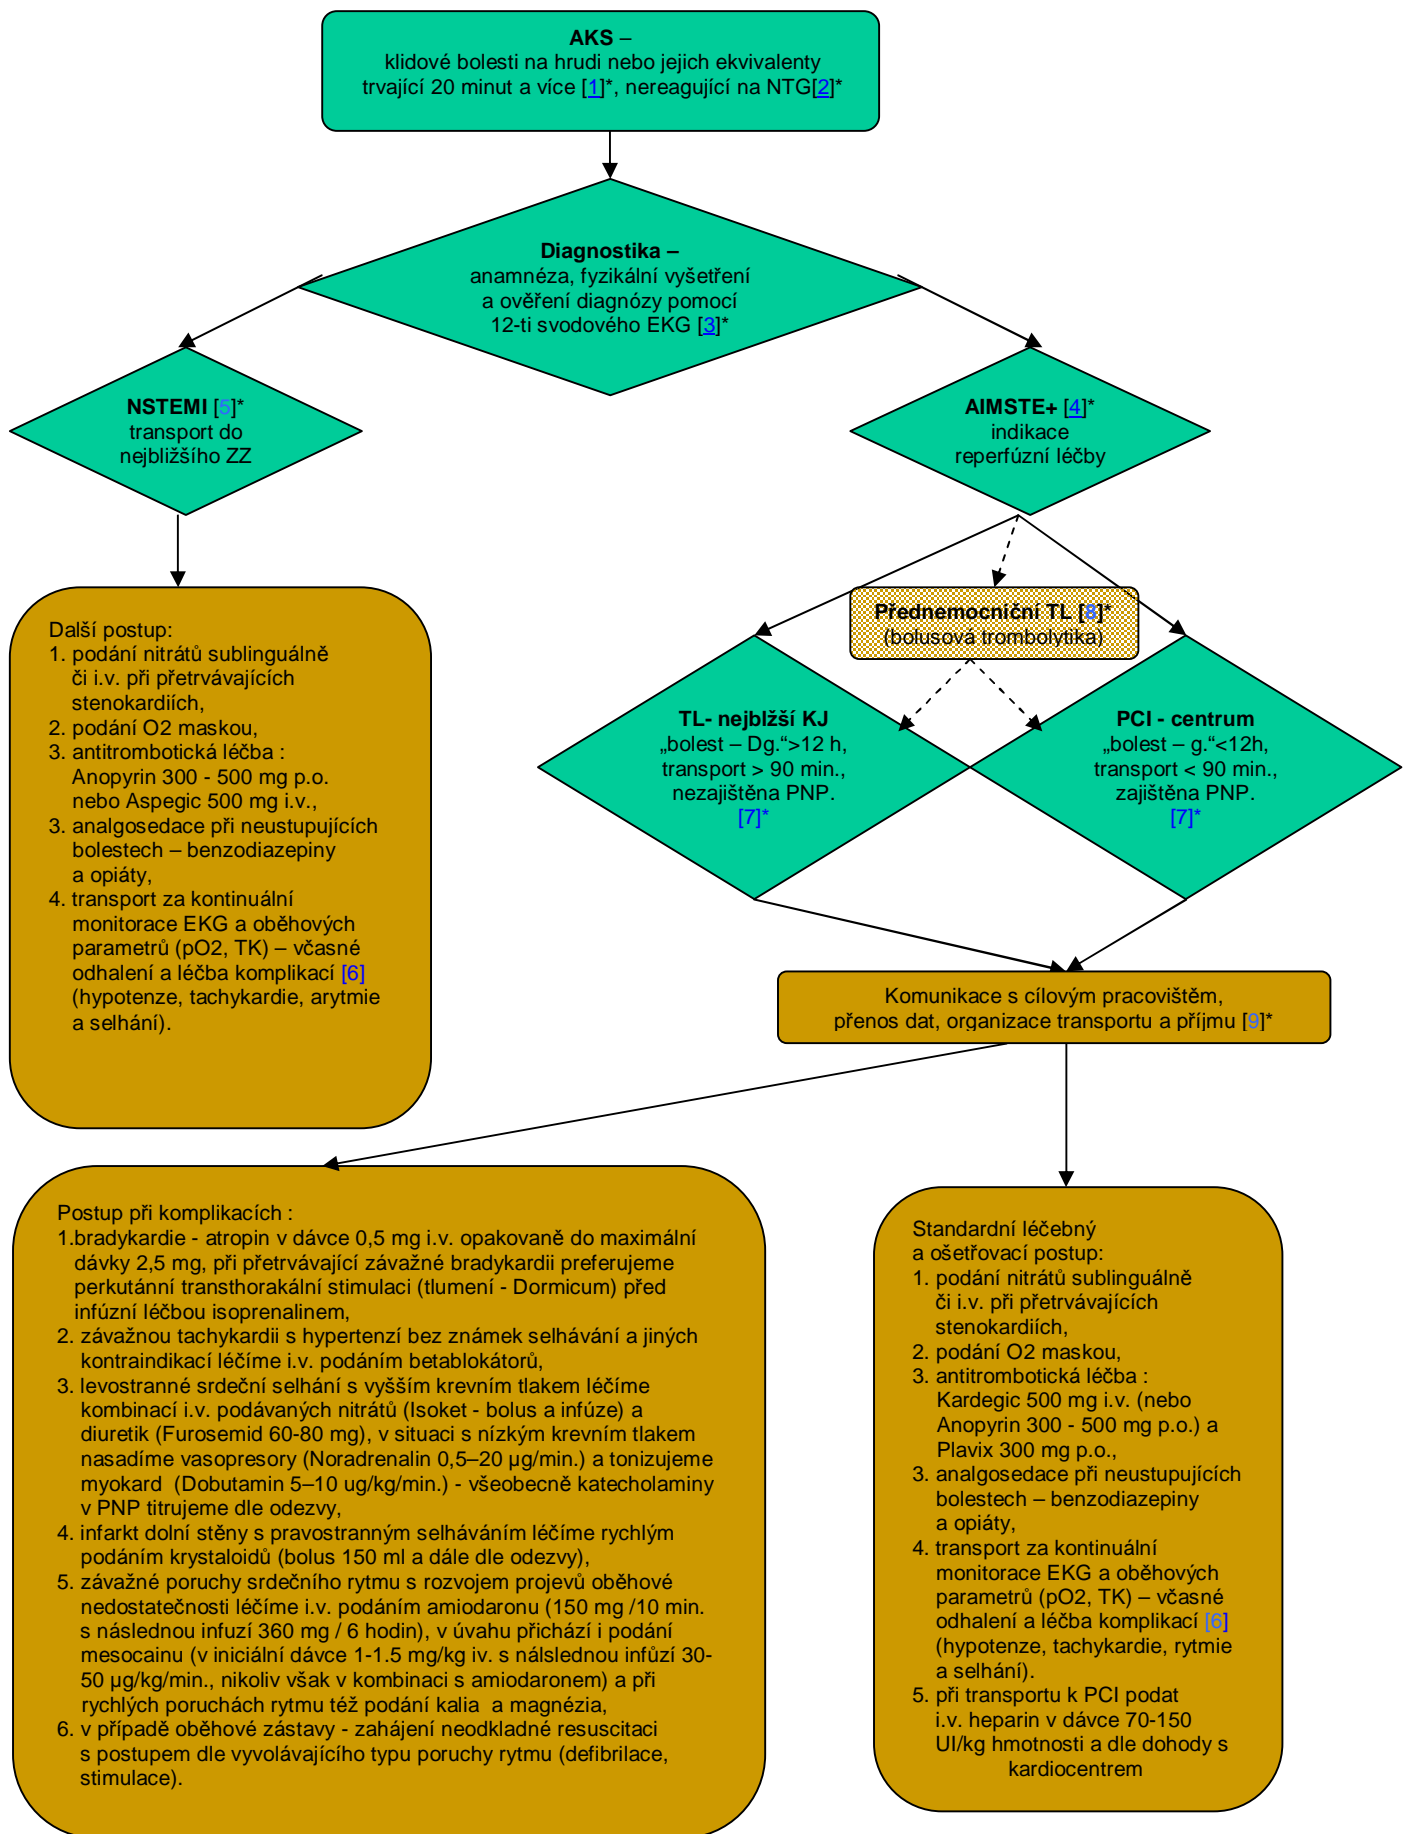 AKS –
klidové bolesti na hrudi nebo jejich ekvivalenty
trvající 20 minut a více [1]*, nereagující na NTG[2]*
Diagnostika –
anamnéza, fyzikální vyšetření
a ověření diagnózy pomocí
12-ti svodového EKG [3]*
NSTEMI [5]*
transport do
nejbližšího ZZ
AIMSTE+ [4]*
indikace
reperfúzní léčby
Přednemocniční TL [8]*
(bolusová trombolytika)
TL- nejblžší KJ
„bolest – Dg.“>12 h,
transport > 90 min.,
nezajištěna PNP.
[7]*
PCI - centrum
„bolest – g.“<12h,
transport < 90 min.,
zajištěna PNP.
[7]*
Další postup:
1. podání nitrátů sublinguálně
či i.v. při přetrvávajících
stenokardiích,
2. podání O2 maskou,
3. antitrombotická léčba :
Anopyrin 300 - 500 mg p.o.
nebo Aspegic 500 mg i.v.,
3. analgosedace při neustupujících
bolestech – benzodiazepiny
a opiáty,
4. transport za kontinuální
monitorace EKG a oběhových
parametrů (pO2, TK) – včasné
odhalení a léčba komplikací [6]
(hypotenze, tachykardie, arytmie
a selhání).
Komunikace s cílovým pracovištěm,
přenos dat, organizace transportu a příjmu [9]*
Postup při komplikacích :
1.bradykardie - atropin v dávce 0,5 mg i.v. opakovaně do maximální
dávky 2,5 mg, při přetrvávající závažné bradykardii preferujeme
perkutánní transthorakální stimulaci (tlumení - Dormicum) před
infúzní léčbou isoprenalinem,
2. závažnou tachykardii s hypertenzí bez známek selhávání a jiných
kontraindikací léčíme i.v. podáním betablokátorů,
3. levostranné srdeční selhání s vyšším krevním tlakem léčíme
kombinací i.v. podávaných nitrátů (Isoket - bolus a infúze) a
diuretik (Furosemid 60-80 mg), v situaci s nízkým krevním tlakem
nasadíme vasopresory (Noradrenalin 0,5–20 µg/min.) a tonizujeme
myokard (Dobutamin 5–10 ug/kg/min.) - všeobecně katecholaminy
v PNP titrujeme dle odezvy,
4. infarkt dolní stěny s pravostranným selháváním léčíme rychlým
podáním krystaloidů (bolus 150 ml a dále dle odezvy),
5. závažné poruchy srdečního rytmu s rozvojem projevů oběhové
nedostatečnosti léčíme i.v. podáním amiodaronu (150 mg /10 min.
s následnou infuzí 360 mg / 6 hodin), v úvahu přichází i podání
mesocainu (v iniciální dávce 1-1.5 mg/kg iv. s nálslednou infůzí 30-
50 µg/kg/min., nikoliv však v kombinaci s amiodaronem) a při
rychlých poruchách rytmu též podání kalia a magnézia,
6. v případě oběhové zástavy - zahájení neodkladné resuscitaci
s postupem dle vyvolávajícího typu poruchy rytmu (defibrilace,
stimulace).
Standardní léčebný
a ošetřovací postup:
1. podání nitrátů sublinguálně
či i.v. při přetrvávajících
stenokardiích,
2. podání O2 maskou,
3. antitrombotická léčba :
Kardegic 500 mg i.v. (nebo
Anopyrin 300 - 500 mg p.o.) a
Plavix 300 mg p.o.,
3. analgosedace při neustupujících
bolestech – benzodiazepiny
a opiáty,
4. transport za kontinuální
monitorace EKG a oběhových
parametrů (pO2, TK) – včasné
odhalení a léčba komplikací [6]
(hypotenze, tachykardie, rytmie
a selhání).
5. při transportu k PCI podat
i.v. heparin v dávce 70-150
UI/kg hmotnosti a dle dohody s
kardiocentrem